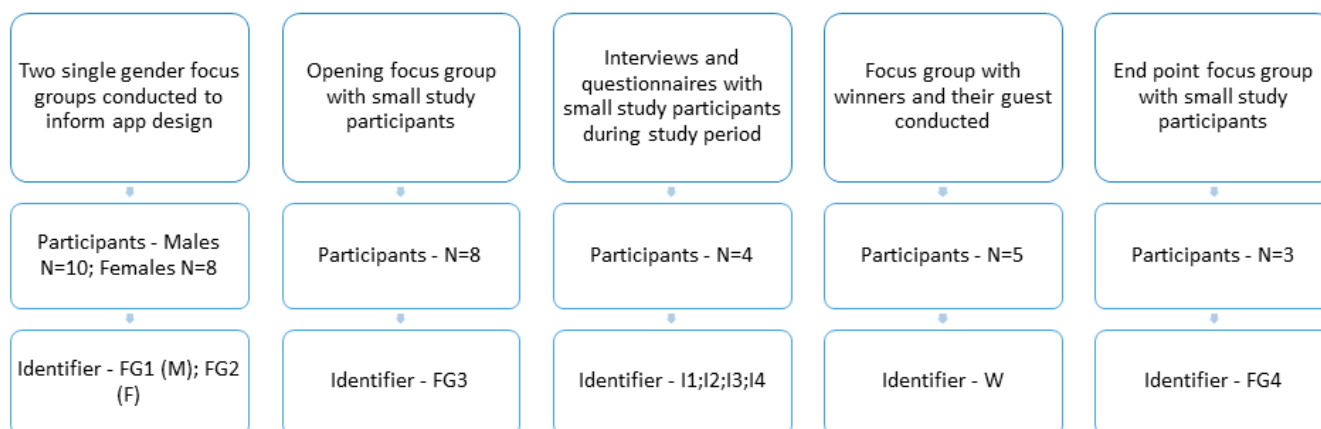 Two single gender focus
groups conducted to
inform app design
Opening focus group
with small study
participants
Interviews and
questionnaires with
small study participants
during study period
Focus group with
winners and their guest
conducted
End point focus group
with small study
participants
Participants - Males
N=10; Females N=8
Participants - N=8
Participants - N=4
Participants - N=5
Participants - N=3
Identifier - FG1 (M); FG2
(F)
Identifier - FG3
Identifier - I1;I2;I3;I4
Identifier - W
Identifier - FG4